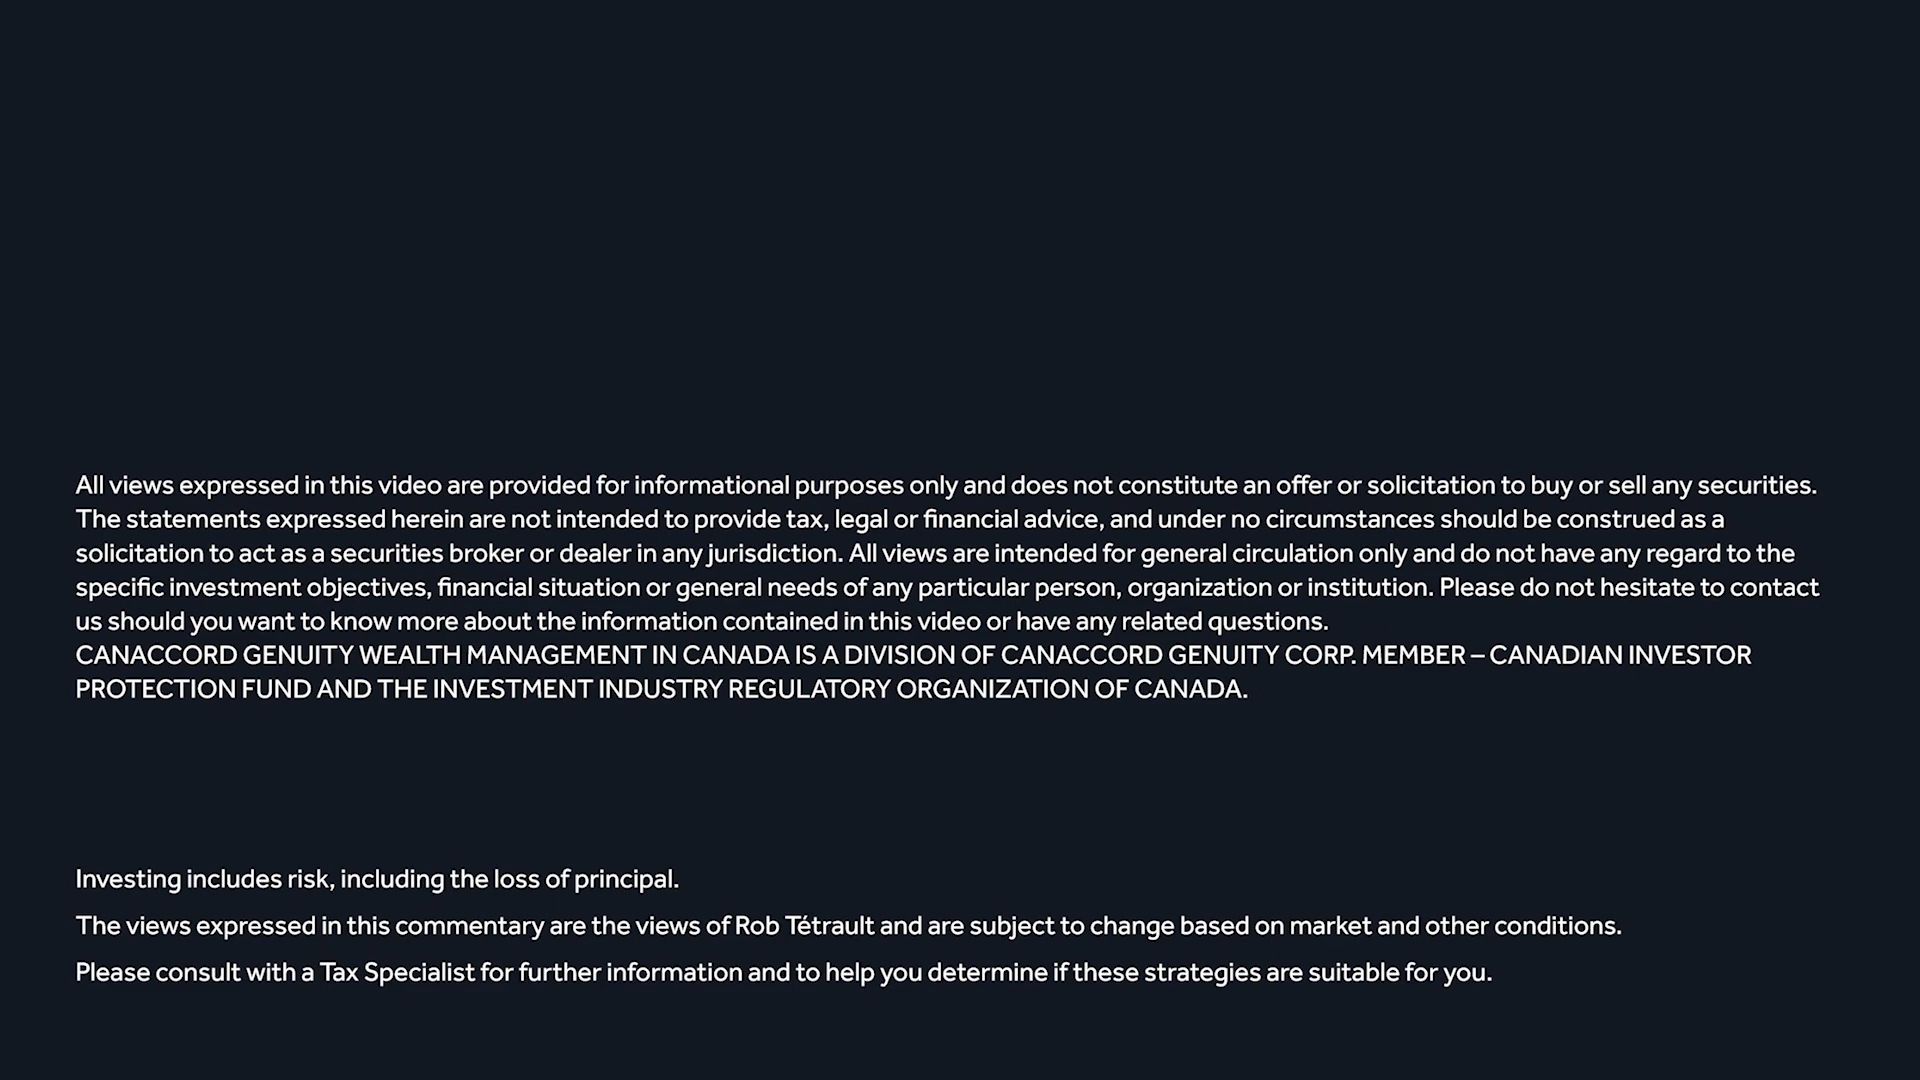 All views expressed in this video are provided for informational purposes only and does not constitute an offer or solicitation to buy or sell any securities.
The statements expressed herein are not intended to provide tax, legal or financial advice, and under no circumstances should be construed as a
solicitation to act as a securities broker or dealer in any jurisdiction. All views are intended for general circulation only and do not have any regard to the
specific investment objectives, financial situation or general needs of any particular person, organization or institution. Please do not hesitate to contact
us should you want to know more about the information contained in this video or have any related questions.
CANACCORD GENUITY WEALTH MANAGEMENT IN CANADA IS A DIVISION OF CANACCORD GENUITY CORP. MEMBER – CANADIAN INVESTOR
PROTECTION FUND AND THE INVESTMENT INDUSTRY REGULATORY ORGANIZATION OF CANADA.
Investing includes risk, including the loss of principal.
The views expressed in this commentary are the views of Rob Tétrault and are subject to change based on market and other conditions.
Please consult with a Tax Specialist for further information and to help you determine if these strategies are suitable for you.